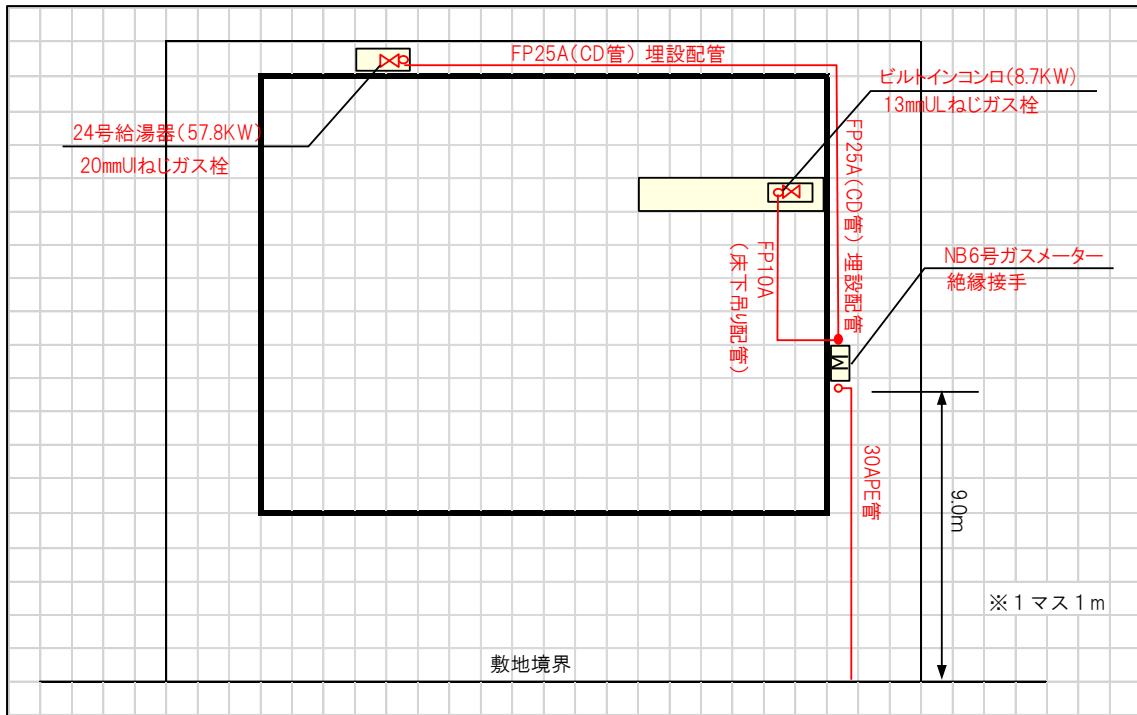 FP25A(CD管) 埋設配管
ビルトインコンロ(8.7KW)
13mmULねじガス栓
24号給湯器(57.8KW)
20mmUIねじガス栓
FP25A(CD管) 埋設配管
FP10A
(床下吊り配管)
NB6号ガスメーター
絶縁接手
M
30APE管
9.0m
※1マス1m
敷地境界